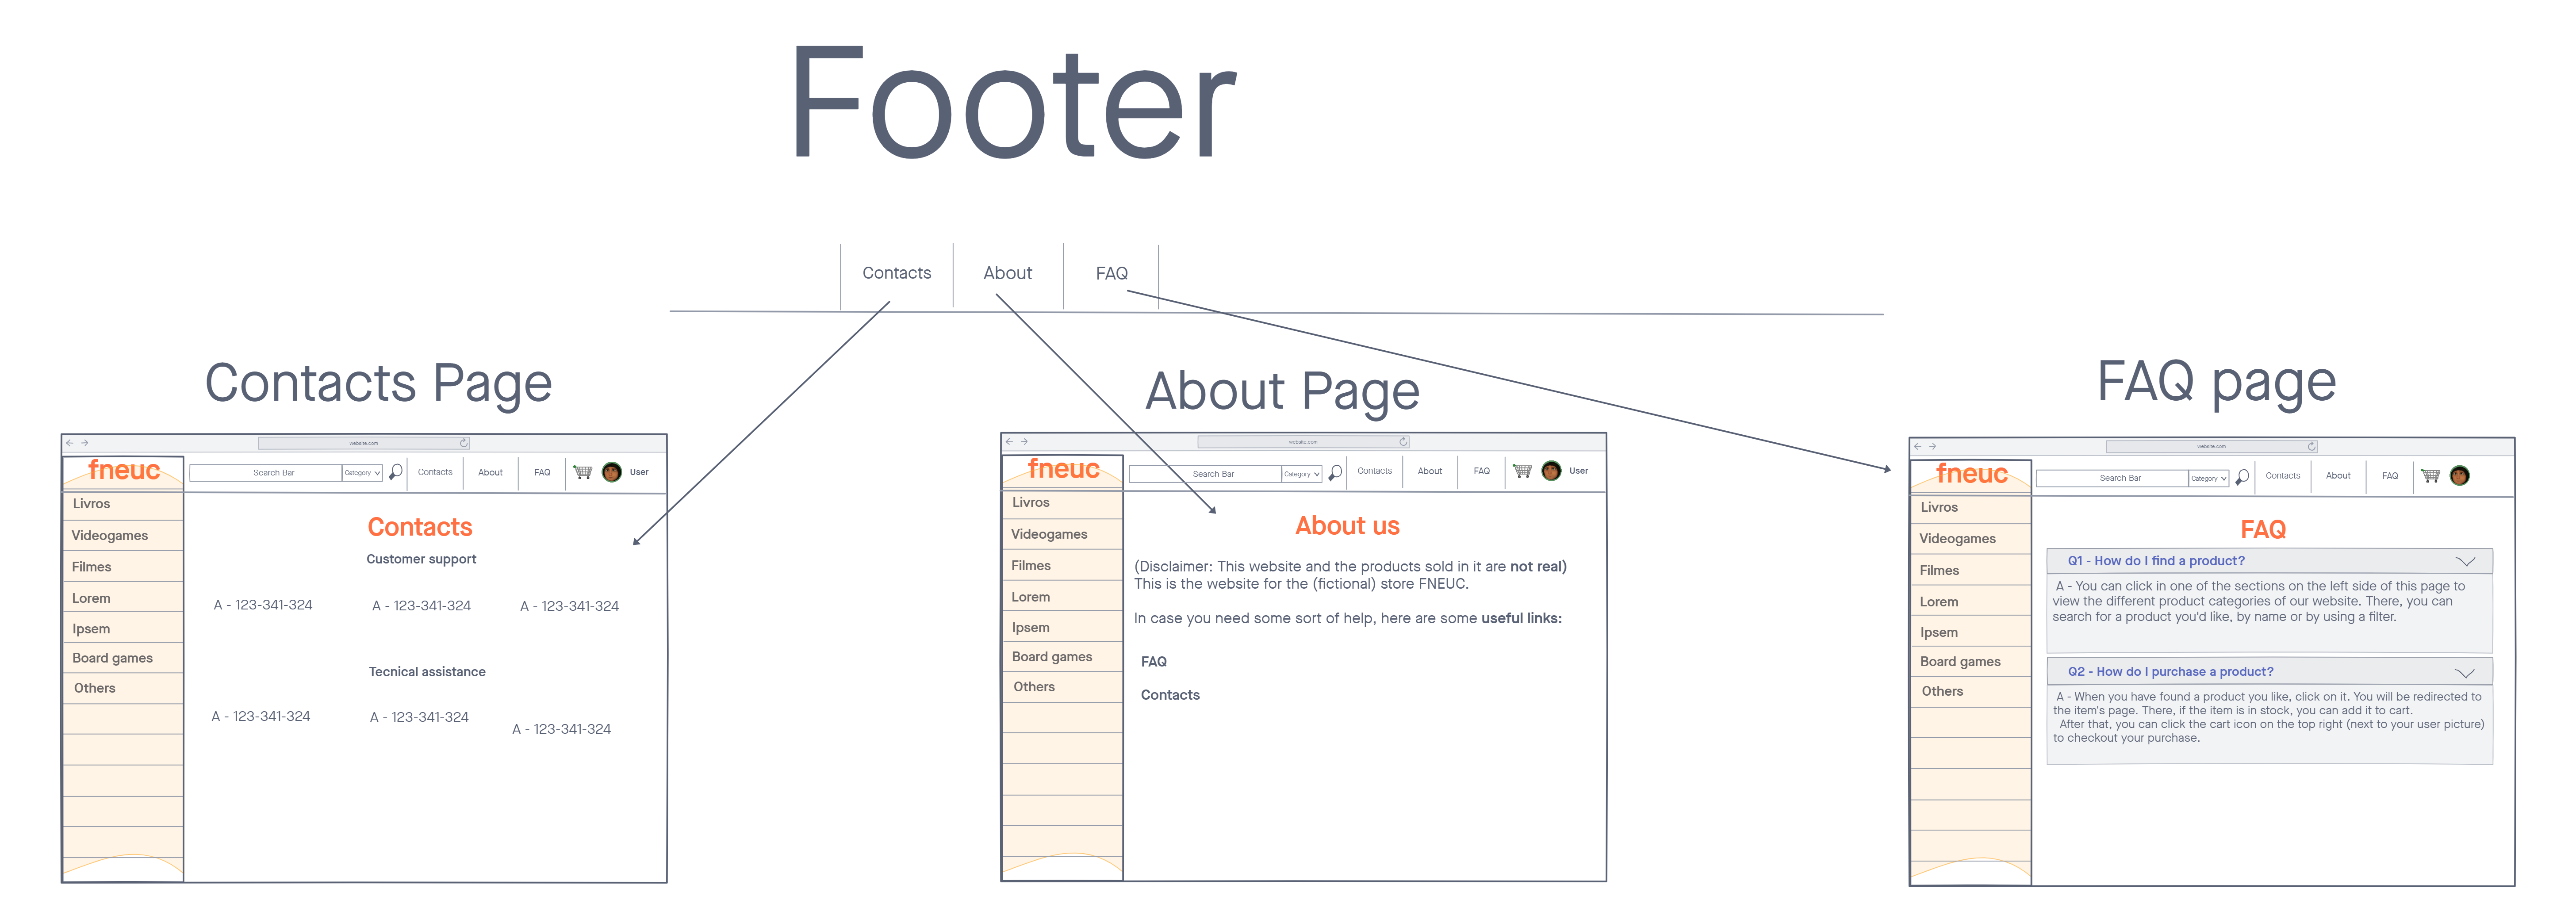 Footer
Contacts
About
FAQ
Contacts Page
website.com
fneuc
Search Bar
Category
Contacts
About
FAQ
User
Livros
Videogames
Filmes
Lorem
Ipsem
Board games
Others
Contacts
Customer support
A - 123-341-324
A - 123-341-324
A - 123-341-324
Tecnical assistance
A - 123-341-324
A - 123-341-324
A - 123-341-324
About Page
website.com
fneuc
Search Bar
Category
Contacts
About
FAQ
User
Livros
Videogames
Filmes
Lorem
Ipsem
Board games
Others
About us
(Disclaimer: This website and the products sold in it are not real)
This is the website for the (fictional) store FNEUC.
In case you need some sort of help, here are some useful links:
FAQ
Contacts
FAQ page
website.com
fneuc
Search Bar
Category
Contacts
About
FAQ
Livros
Videogames
Filmes
Lorem
Ipsem
Board games
Others
FAQ
Q1 - How do I find a product?
A - You can click in one of the sections on the left side of this page to
view the different product categories of our website. There, you can
search for a product you'd like, by name or by using a filter.
Q2 - How do I purchase a product?
A - When you have found a product you like, click on it. You will be redirected to
the item's page. There, if the item is in stock, you can add it to cart.
After that, you can click the cart icon on the top right (next to your user picture)
to checkout your purchase.